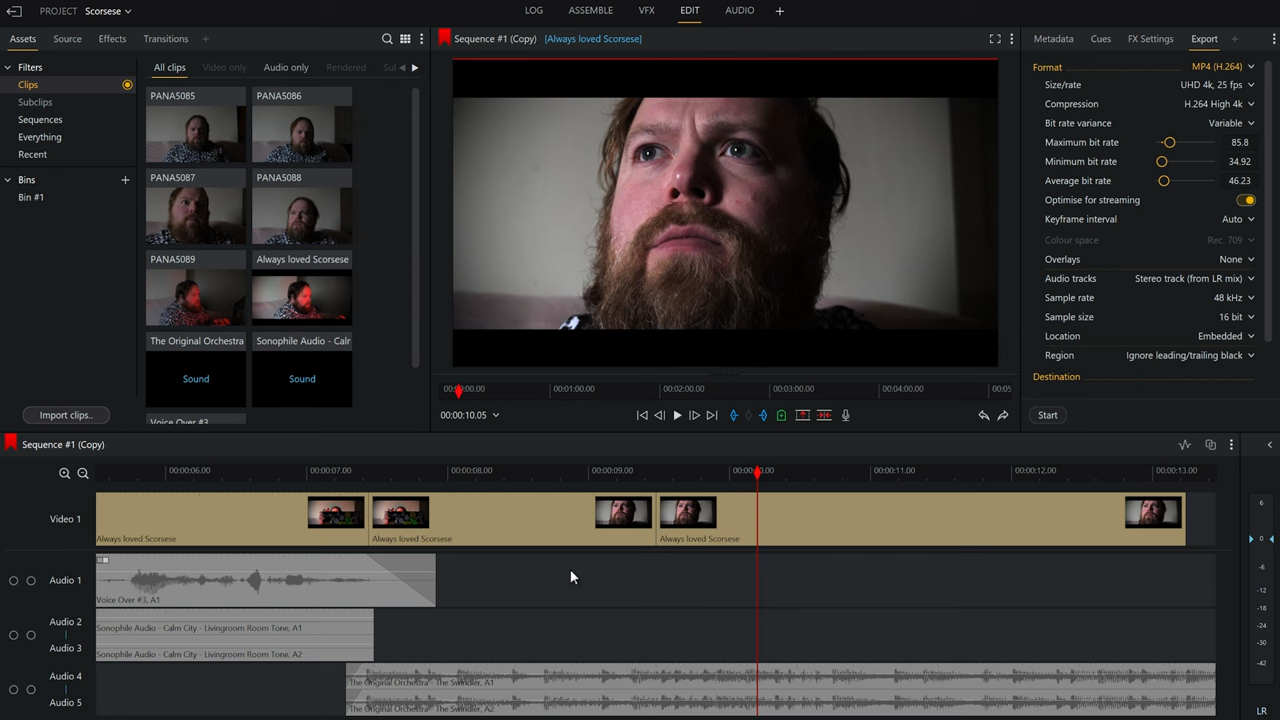 PROJECT Scorsese LOG ASSEMBLE VFX EDIT AUDIO +
Assets Source Effects Transitions +
Sequence #1 (Copy) [Always loved Scorsese]
Metadata Cues FX Settings Export +
Filters
Clips
Subclips
Sequences
Everything
Recent
Bins +
Bin #1
Import clips..
All clips Video only Audio only Rendered
PANA5085 PANA5086
PANA5087 PANA5088
PANA5089 Always loved Scorsese
The Original Orchestra Sonophile Audio - Calm
Sound Sound
Voice Over #3
00:01:00.00 00:02:00.00 00:03:00.00 00:04:00.00 00:05
00:00:10.05
Format MP4 (H.264)
Size/rate UHD 4k, 25 fps
Compression H.264 High 4k
Bit rate variance Variable
Maximum bit rate 85.8
Minimum bit rate 34.92
Average bit rate 46.23
Optimise for streaming
Keyframe interval Auto
Colour space Rec. 709
Overlays None
Audio tracks Stereo track (from LR mix)
Sample rate 48 kHz
Sample size 16 bit
Location Embedded
Region Ignore leading/trailing black
Destination
Start
Sequence #1 (Copy)
00:00:06.00 00:00:07.00 00:00:08.00 00:00:09.00 00:00:11.00 00:00:12.00 00:00:13.00
Video 1
Always loved Scorsese Always loved Scorsese Always loved Scorsese
Audio 1
Voice Over #3, A1
Audio 2
Sonophile Audio - Calm City - Livingroom Room Tone, A1
Audio 3
Sonophile Audio - Calm City - Livingroom Room Tone, A2
Audio 4
The Original Orchestra - The Swindler, A1
Audio 5
The Original Orchestra - The Swindler, A2
6
0
-6
-12
-18
-24
-30
-42
LR